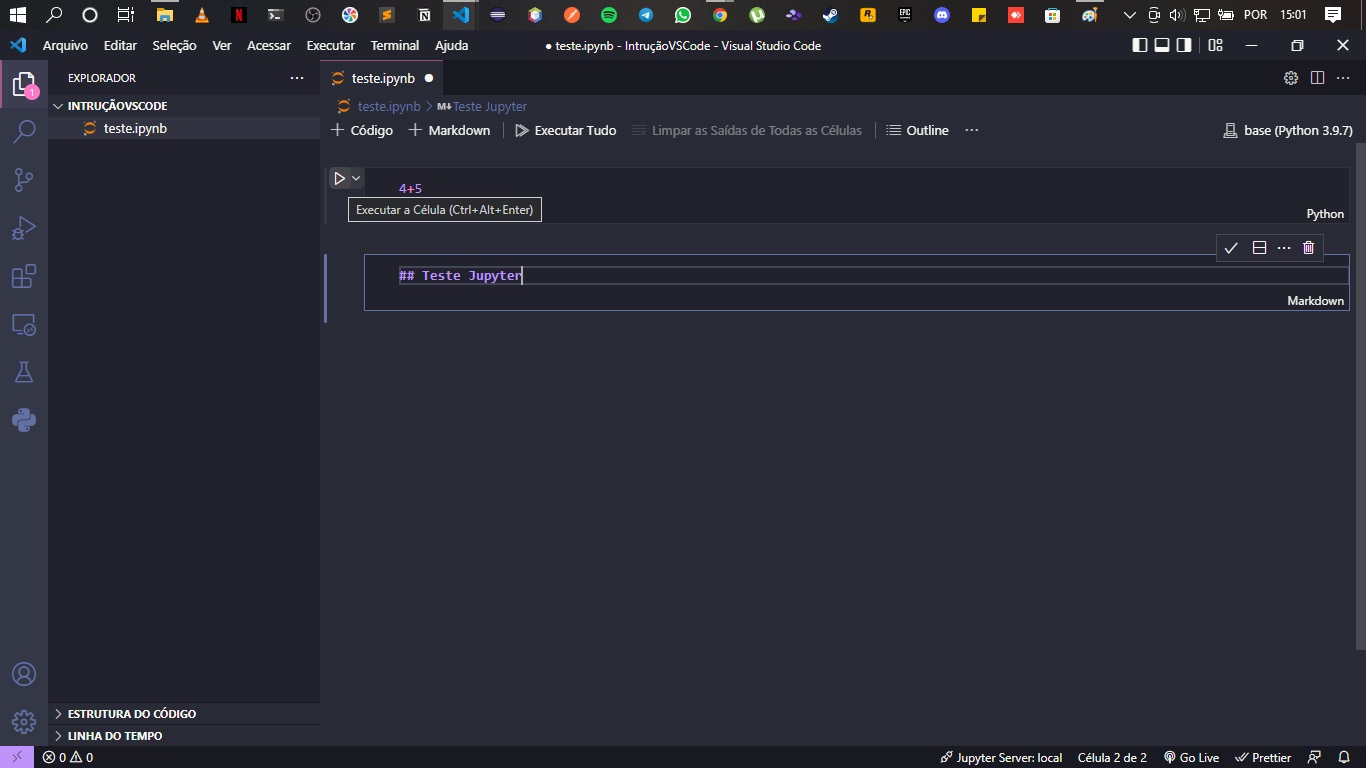 POR 15:01
Arquivo Editar Seleção Ver Acessar Executar Terminal Ajuda ● teste.ipynb - IntruçãoVSCode - Visual Studio Code
EXPLORADOR ···
teste.ipynb ●
1
INTRUÇÃOVSCODE
teste.ipynb > M↓Teste Jupyter
teste.ipynb
+ Código + Markdown Executar Tudo Limpar as Saídas de Todas as Células Outline ··· base (Python 3.9.7)
4+5
Executar a Célula (Ctrl+Alt+Enter)
Python
## Teste Jupyter
Markdown
ESTRUTURA DO CÓDIGO
LINHA DO TEMPO
0 0 Jupyter Server: local Célula 2 de 2 Go Live Prettier